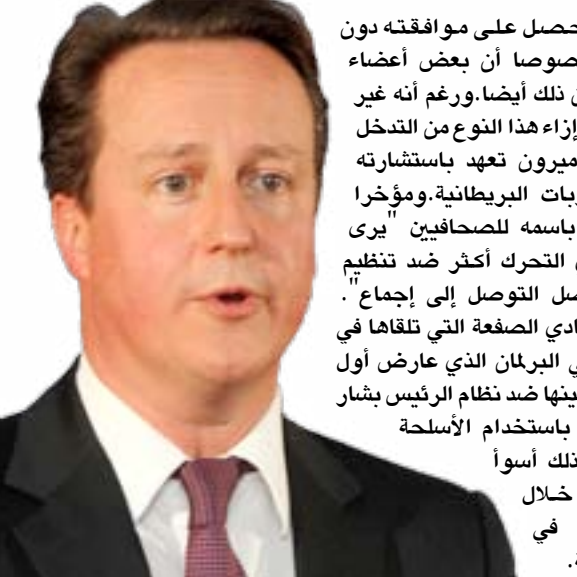 حصل على موافقته دون
صوصا أن بعض أعضاء
ذلك أيضا.ورغم أنه غير
إزاء هذا النوع من التدخل
ميرون تعهد باستشارته
بات البريطانية.ومؤخرا
باسمه للصحافيين "يرى
التحرك أكثر ضد تنظيم
صل التوصل إلى إجماع".
ادي الصفعة التي تلقاها في
ي البرلمان الذي عارض أول
ينها ضد نظام الرئيس بشار
باستخدام الأسلحة
ذلك أسوأ
خلال
في